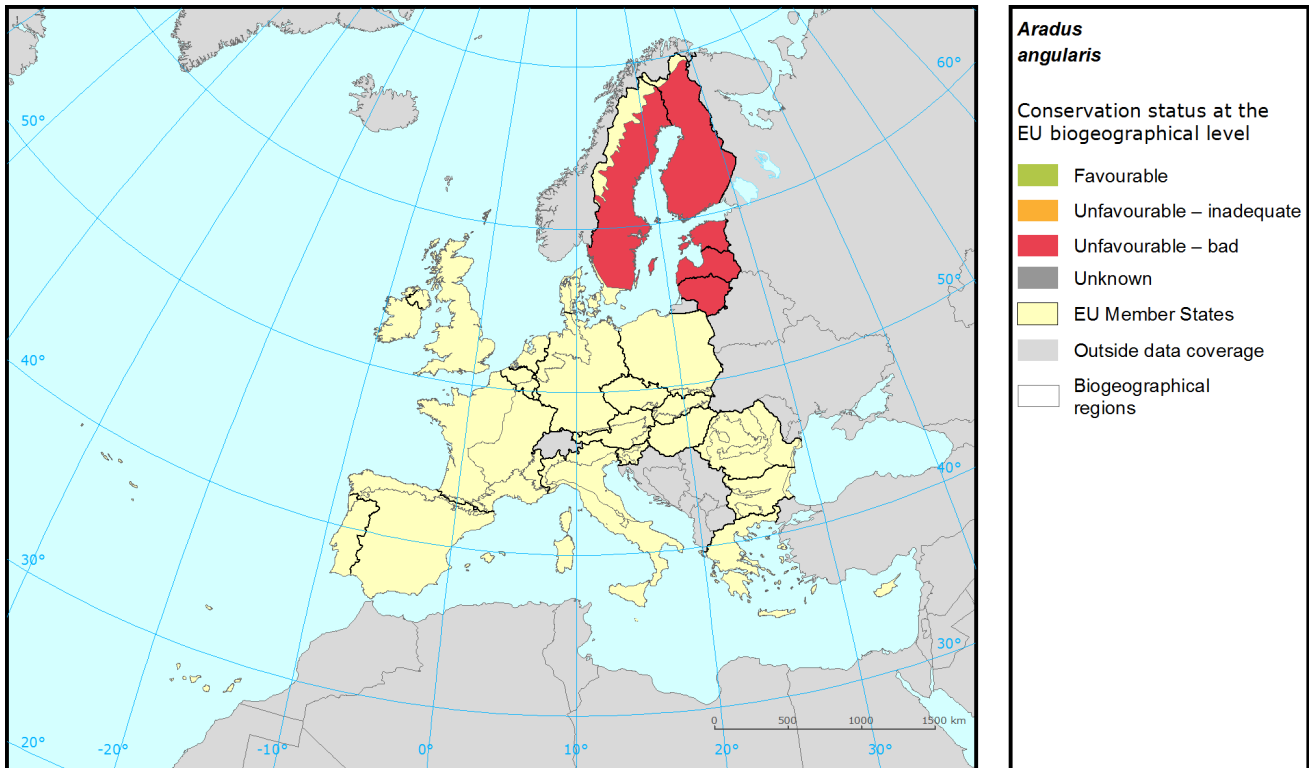 Aradus
angularis
Conservation status at the
EU biogeographical level
Favourable
Unfavourable – inadequate
Unfavourable – bad
Unknown
EU Member States
Outside data coverage
Biogeographical
regions
60°
50°
50°
40°
40°
30°
30°
0 500 1000 1500 km
20° -20° -10° 0° 10° 20° 30°